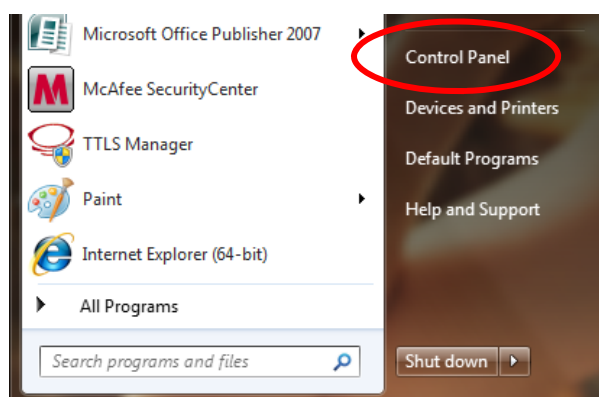 Microsoft Office Publisher 2007
McAfee SecurityCenter
TTLS Manager
Paint
Internet Explorer (64-bit)
All Programs
Search programs and files
Control Panel
Devices and Printers
Default Programs
Help and Support
Shut down